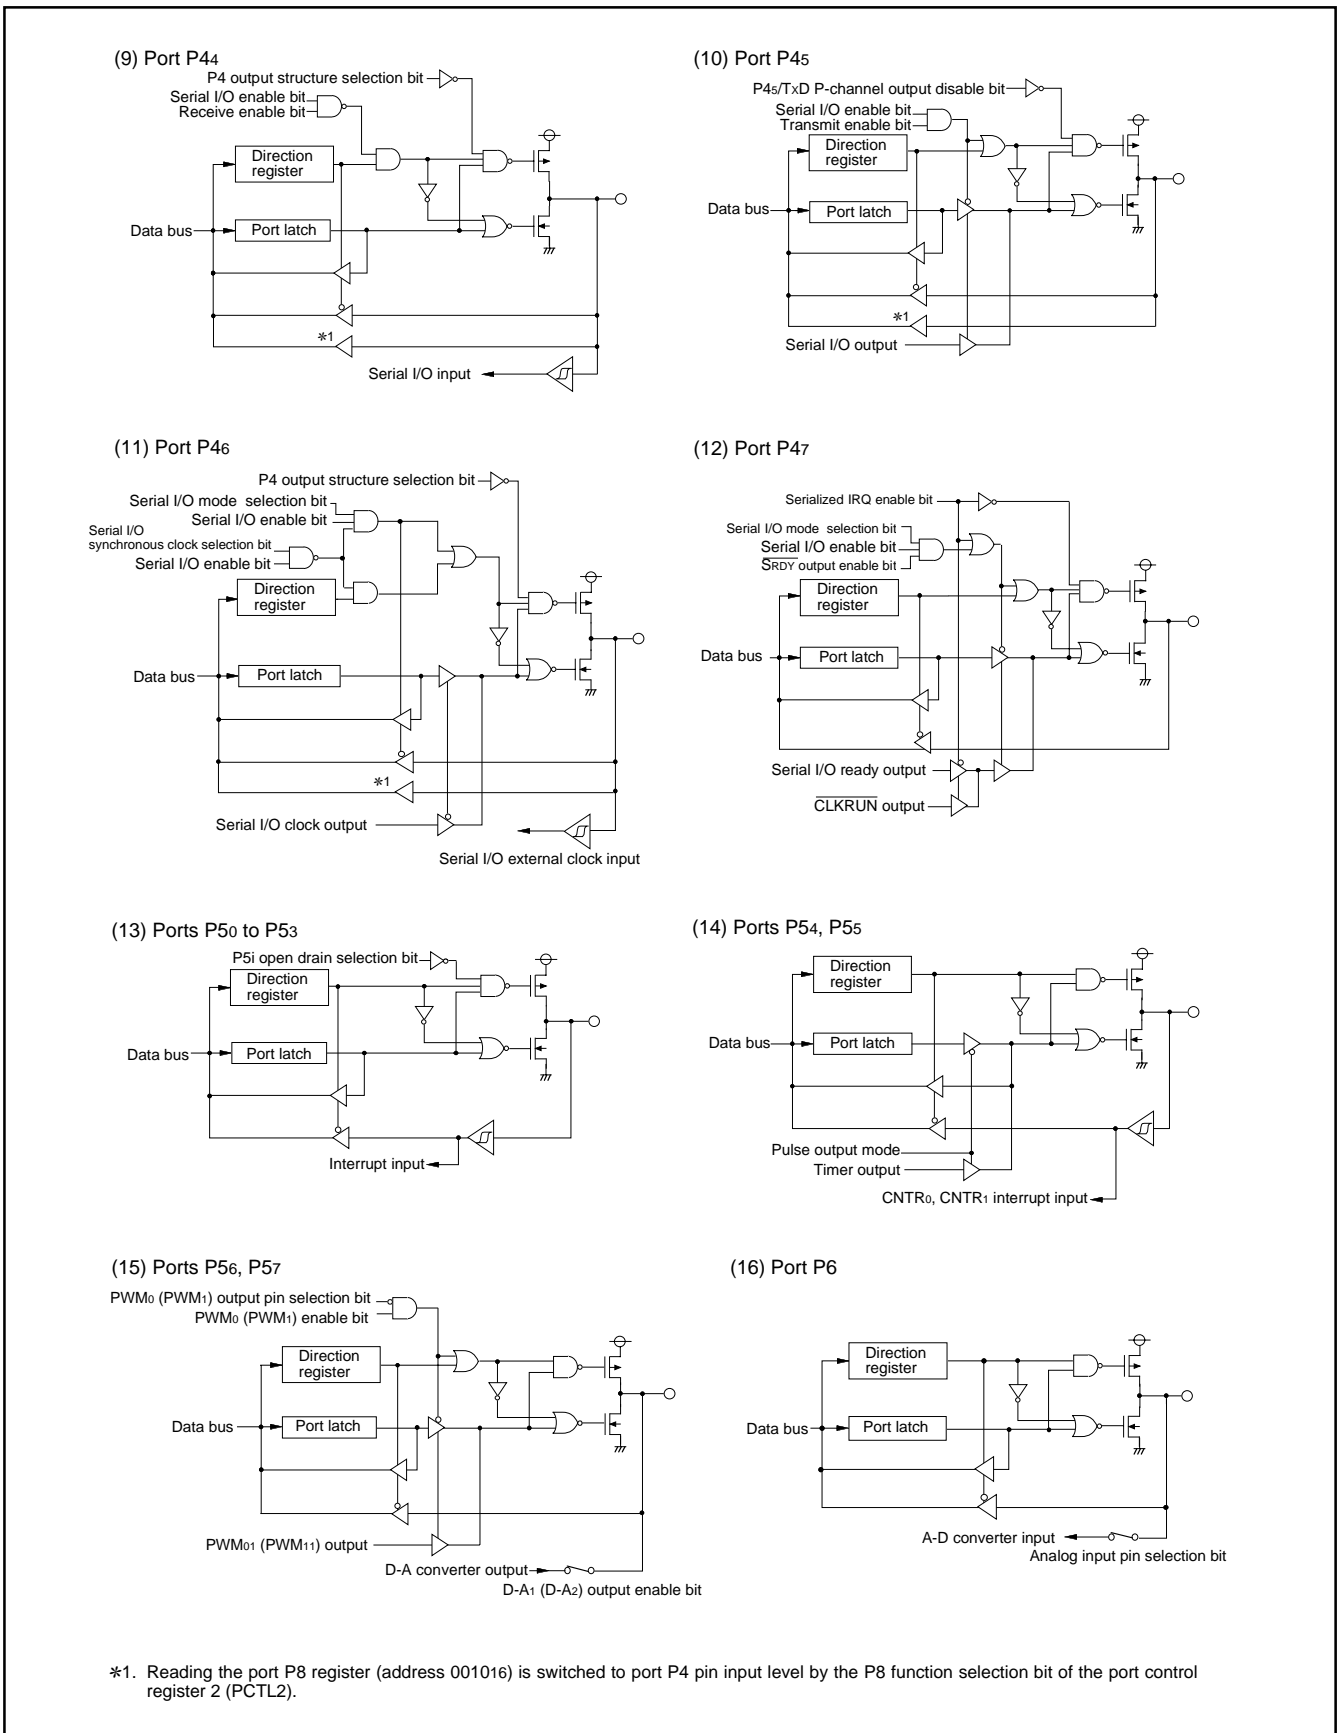 (9) Port P44
P4 output structure selection bit
Serial I/O enable bit
Receive enable bit
Direction
register
Port latch
Data bus
*1
Serial I/O input
(10) Port P45
P45/TxD P-channel output disable bit
Serial I/O enable bit
Transmit enable bit
Direction
register
Port latch
Data bus
*1
Serial I/O output
(11) Port P46
P4 output structure selection bit
Serial I/O mode selection bit
Serial I/O enable bit
Serial I/O
synchronous clock selection bit
Serial I/O enable bit
Direction
register
Port latch
Data bus
*1
Serial I/O clock output
Serial I/O external clock input
(12) Port P47
Serialized IRQ enable bit
Serial I/O mode selection bit
Serial I/O enable bit
SRDY output enable bit
Direction
register
Port latch
Data bus
Serial I/O ready output
CLKRUN output
(13) Ports P50 to P53
P5i open drain selection bit
Direction
register
Port latch
Data bus
Interrupt input
(14) Ports P54, P55
Direction
register
Port latch
Data bus
Pulse output mode
Timer output
CNTR0, CNTR1 interrupt input
(15) Ports P56, P57
PWM0 (PWM1) output pin selection bit
PWM0 (PWM1) enable bit
Direction
register
Port latch
Data bus
PWM01 (PWM11) output
D-A converter output
D-A1 (D-A2) output enable bit
(16) Port P6
Direction
register
Port latch
Data bus
A-D converter input
Analog input pin selection bit
*1. Reading the port P8 register (address 001016) is switched to port P4 pin input level by the P8 function selection bit of the port control
register 2 (PCTL2).